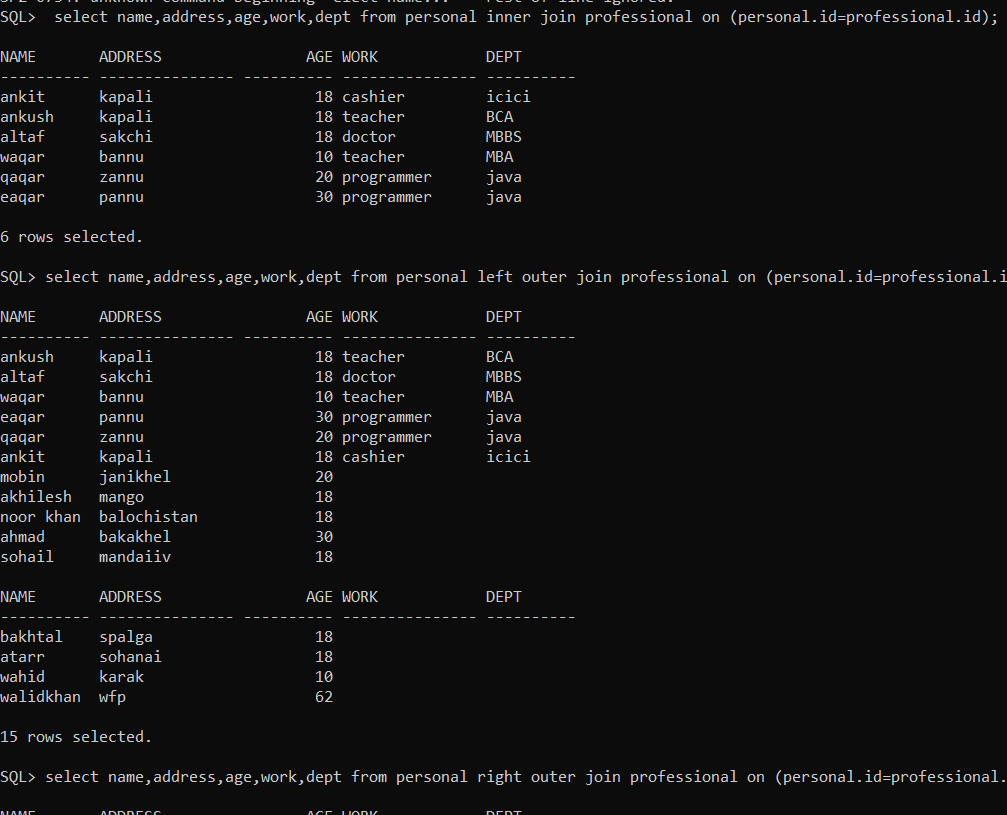 SQL>  select name,address,age,work,dept from personal inner join professional on (personal.id=professional.id);
NAME       ADDRESS                AGE WORK            DEPT
---------- --------------- ---------- --------------- ----------
ankit      kapali                  18 cashier         icici
ankush     kapali                  18 teacher         BCA
altaf      sakchi                  18 doctor          MBBS
waqar      bannu                   10 teacher         MBA
qaqar      zannu                   20 programmer      java
eaqar      pannu                   30 programmer      java
6 rows selected.
SQL> select name,address,age,work,dept from personal left outer join professional on (personal.id=professional.i
NAME       ADDRESS                AGE WORK            DEPT
---------- --------------- ---------- --------------- ----------
ankush     kapali                  18 teacher         BCA
altaf      sakchi                  18 doctor          MBBS
waqar      bannu                   10 teacher         MBA
eaqar      pannu                   30 programmer      java
qaqar      zannu                   20 programmer      java
ankit      kapali                  18 cashier         icici
mobin      janikhel                20
akhilesh   mango                   18
noor khan  balochistan             18
ahmad      bakakhel                30
sohail     mandaiiv                18
NAME       ADDRESS                AGE WORK            DEPT
---------- --------------- ---------- --------------- ----------
bakhtal    spalga                  18
atarr      sohanai                 18
wahid      karak                   10
walidkhan  wfp                     62
15 rows selected.
SQL> select name,address,age,work,dept from personal right outer join professional on (personal.id=professional.
NAME       ADDRESS                AGE WORK            DEPT